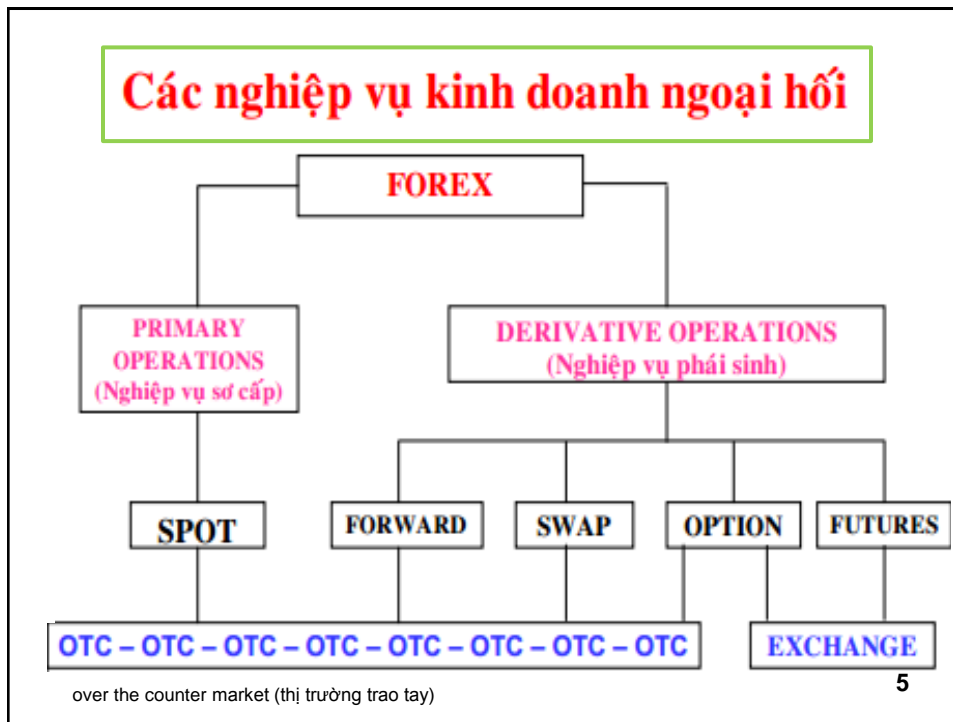 Các nghiệp vụ kinh doanh ngoại hối
FOREX
PRIMARY
OPERATIONS
(Nghiệp vụ sơ cấp)
DERIVATIVE OPERATIONS
(Nghiệp vụ phái sinh)
SPOT
FORWARD
SWAP
OPTION
FUTURES
OTC – OTC – OTC – OTC – OTC – OTC – OTC – OTC
EXCHANGE
over the counter market (thị trường trao tay)
5